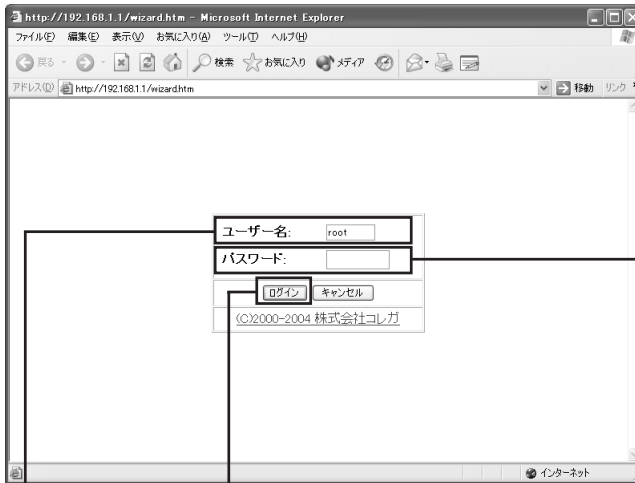 http://192.168.1.1/wizard.htm - Microsoft Internet Explorer
ファイル(F) 編集(E) 表示(V) お気に入り(A) ツール(T) ヘルプ(H)
戻る 検索 お気に入り メディア
アドレス(D) http://192.168.1.1/wizard.htm 移動 リンク
ユーザー名: root
パスワード:
ログイン キャンセル
(C)2000-2004 株式会社コレガ
インターネット